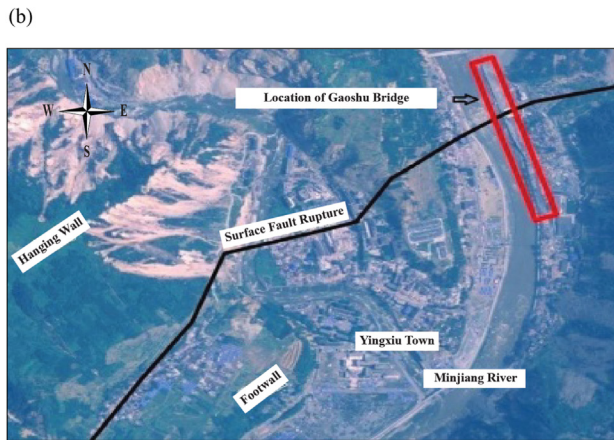 (b)
N
W E
S
Location of Gaoshu Bridge
Surface Fault Rupture
Hanging Wall
Yingxiu Town
Footwall
Minjiang River